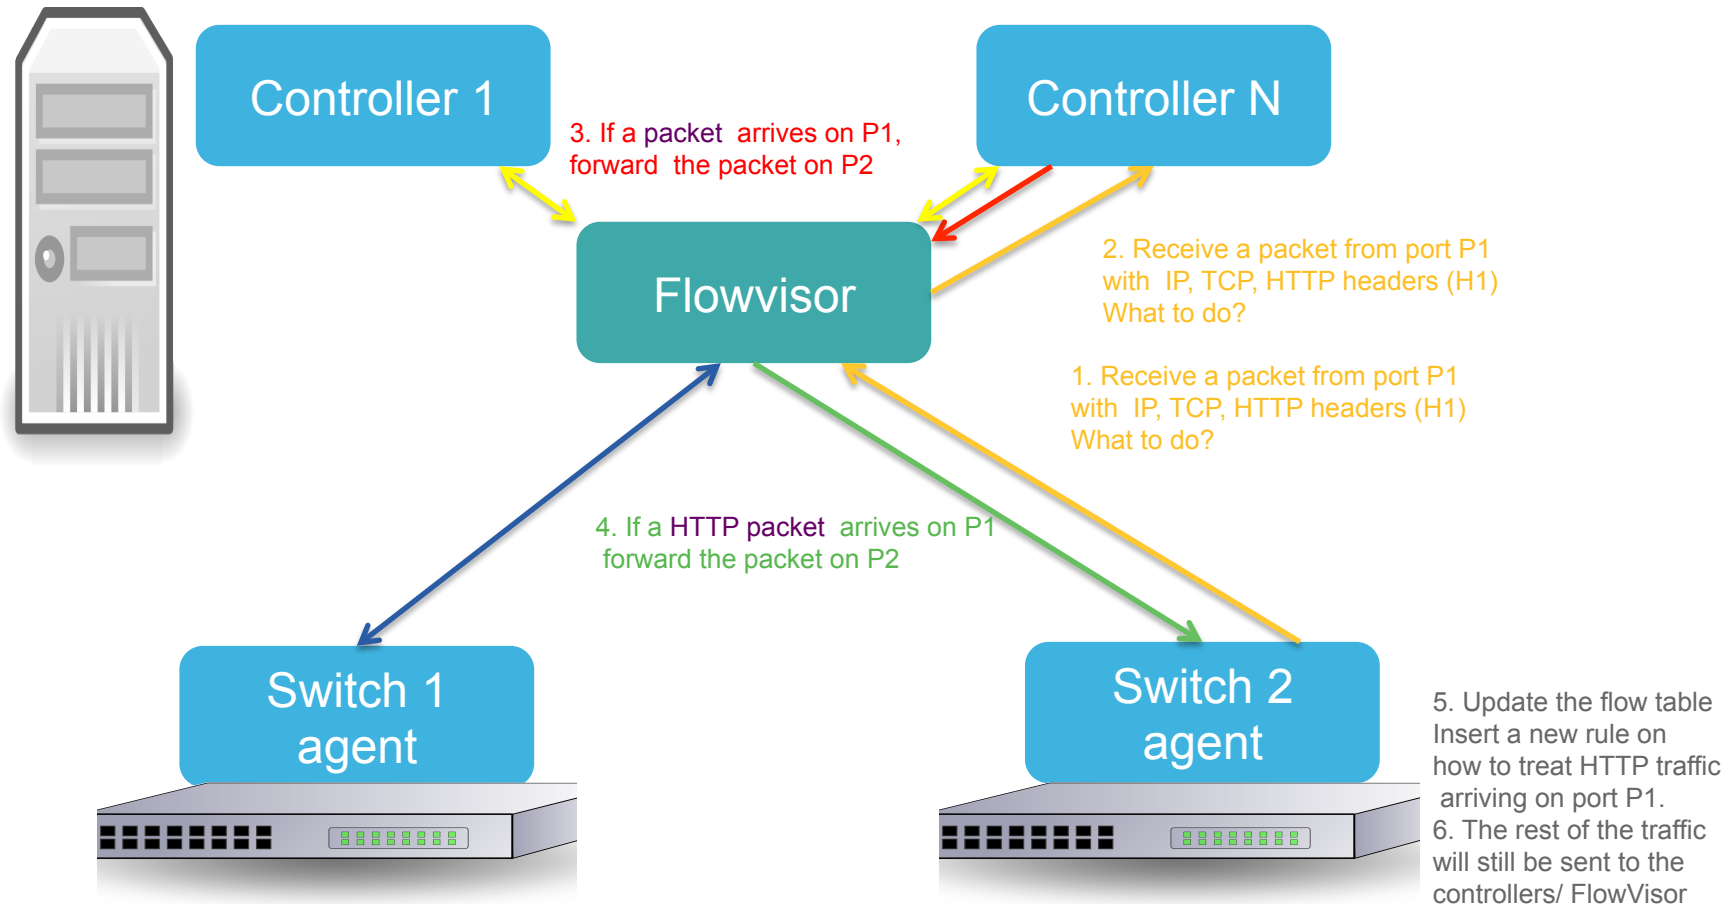 Controller 1
Controller N
3. If a packet arrives on P1,
forward the packet on P2
Flowvisor
2. Receive a packet from port P1
with IP, TCP, HTTP headers (H1)
What to do?
1. Receive a packet from port P1
with IP, TCP, HTTP headers (H1)
What to do?
4. If a HTTP packet arrives on P1
forward the packet on P2
Switch 1
agent
Switch 2
agent
5. Update the flow table
Insert a new rule on
how to treat HTTP traffic
arriving on port P1.
6. The rest of the traffic
will still be sent to the
controllers/ FlowVisor